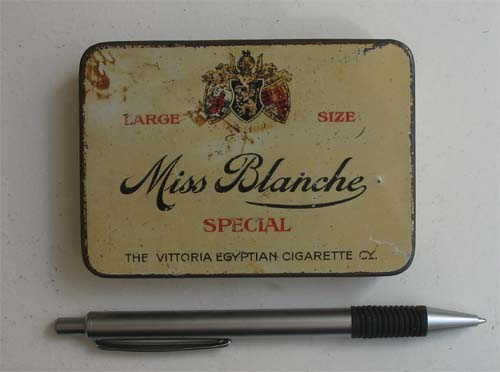 LARGE SIZE
Miss Blanche
SPECIAL
THE VITTORIA EGYPTIAN CIGARETTE CY.